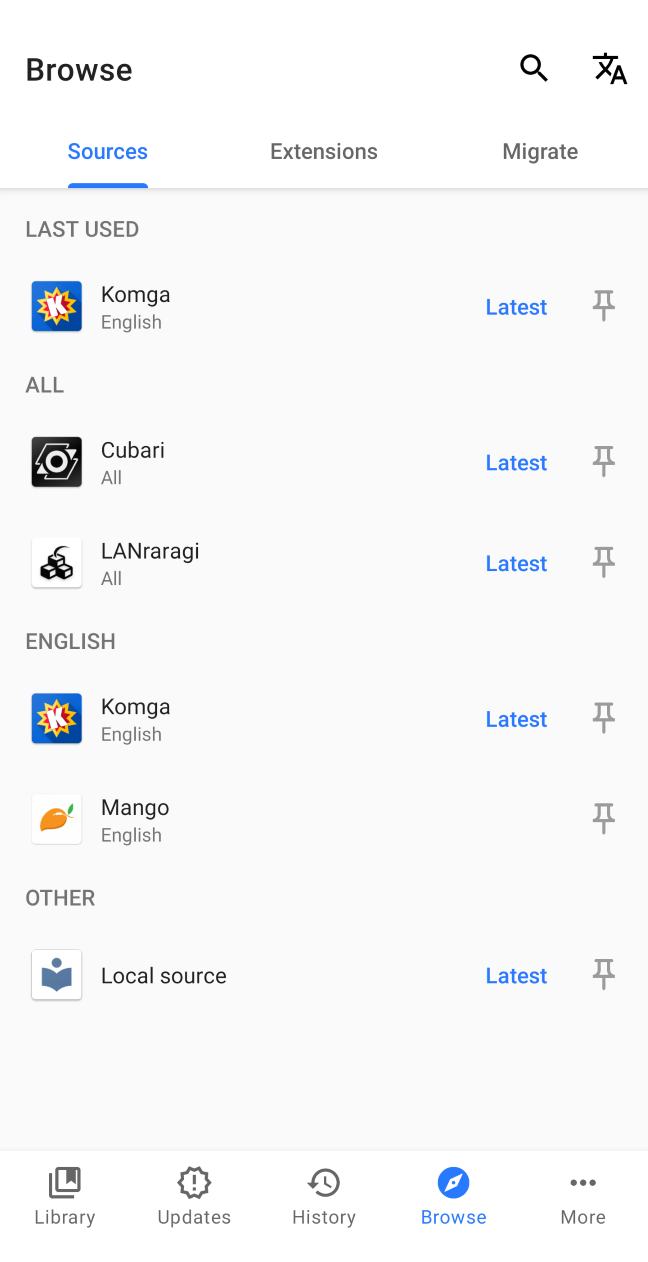 Browse
Sources Extensions Migrate
LAST USED
Komga
English
Latest
ALL
Cubari
All
Latest
LANraragi
All
Latest
ENGLISH
Komga
English
Latest
Mango
English
OTHER
Local source
Latest
Library Updates History Browse More